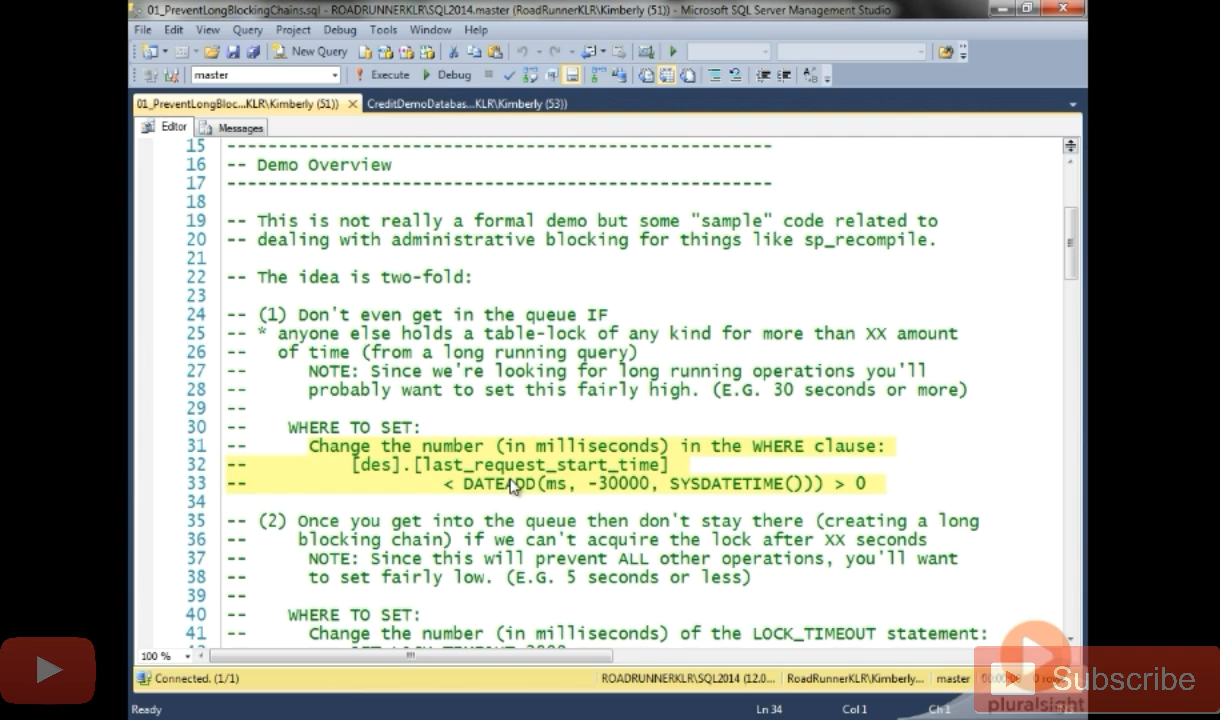 01_PreventLongBlockingChains.sql - ROADRUNNERKLR\SQL2014.master (RoadRunnerKLR\Kimberly (51)) - Microsoft SQL Server Management Studio
File Edit View Query Project Debug Tools Window Help
New Query
master Execute Debug
01_PreventLongBloc...KLR\Kimberly (51)) CreditDemoDatabas...KLR\Kimberly (53))
Editor Messages
15 -----------------------------------------------------
16 -- Demo Overview
17 -----------------------------------------------------
18
19 -- This is not really a formal demo but some "sample" code related to
20 -- dealing with administrative blocking for things like sp_recompile.
21
22 -- The idea is two-fold:
23
24 -- (1) Don't even get in the queue IF
25 -- * anyone else holds a table-lock of any kind for more than XX amount
26 -- of time (from a long running query)
27 -- NOTE: Since we're looking for long running operations you'll
28 -- probably want to set this fairly high. (E.G. 30 seconds or more)
29 --
30 -- WHERE TO SET:
31 -- Change the number (in milliseconds) in the WHERE clause:
32 -- [des].[last_request_start_time]
33 -- < DATEADD(ms, -30000, SYSDATETIME())) > 0
34
35 -- (2) Once you get into the queue then don't stay there (creating a long
36 -- blocking chain) if we can't acquire the lock after XX seconds
37 -- NOTE: Since this will prevent ALL other operations, you'll want
38 -- to set fairly low. (E.G. 5 seconds or less)
39 --
40 -- WHERE TO SET:
41 -- Change the number (in milliseconds) of the LOCK_TIMEOUT statement:
100 %
Connected. (1/1) ROADRUNNERKLR\SQL2014 (12.0... RoadRunnerKLR\Kimberly... master
Subscribe
pluralsight
Ready Ln 34 Col 1 Ch 1